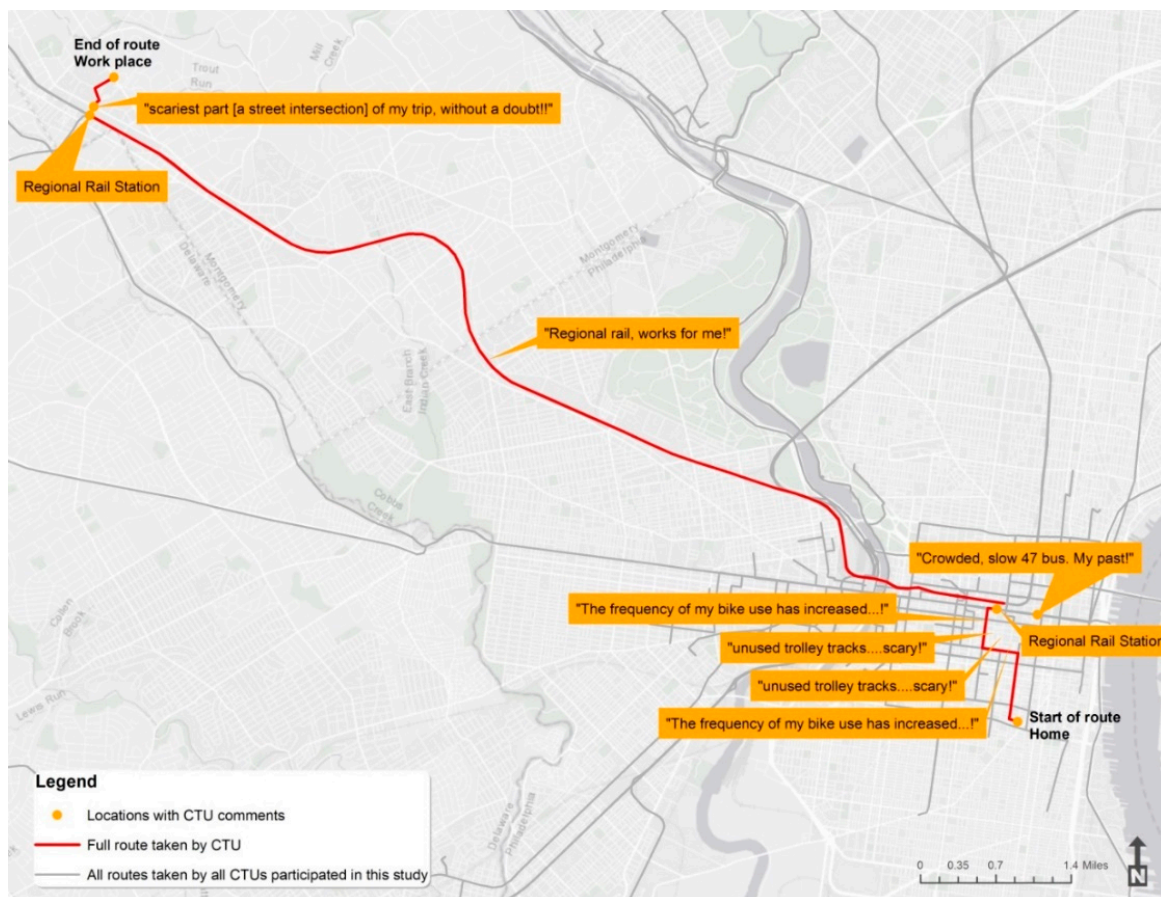 End of route
Work place
Trout
Run
Mill
Creek
"scariest part [a street intersection] of my trip, without a doubt!!"
Regional Rail Station
Montgomery
Delaware
Montgomery
Philadelphia
"Regional rail, works for me!"
East Branch
Indian Creek
Cobbs
Creek
"Crowded, slow 47 bus. My past!"
"The frequency of my bike use has increased...!"
Regional Rail Station
"unused trolley tracks....scary!"
"unused trolley tracks....scary!"
"The frequency of my bike use has increased...!"
Start of route
Home
Brook
Lewis Run
Delaware
Philadelphia
Legend
Locations with CTU comments
Full route taken by CTU
All routes taken by all CTUs participated in this study
0 0.35 0.7 1.4 Miles
N